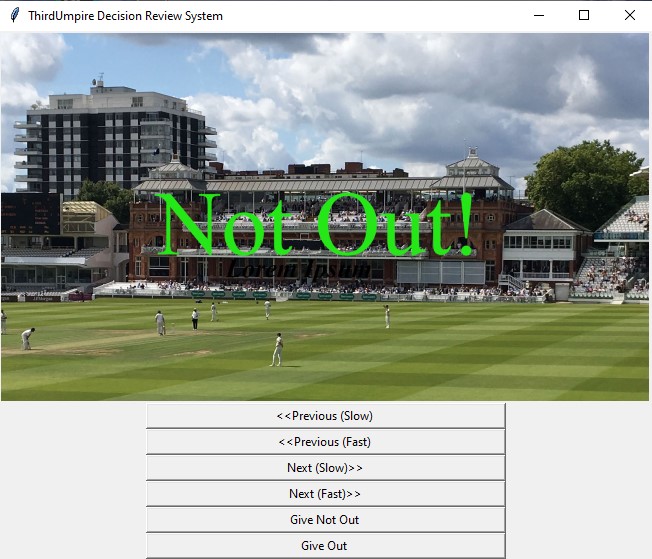 ThirdUmpire Decision Review System
Not Out!
Lorem Ipsum
<<Previous (Slow)
<<Previous (Fast)
Next (Slow)>>
Next (Fast)>>
Give Not Out
Give Out